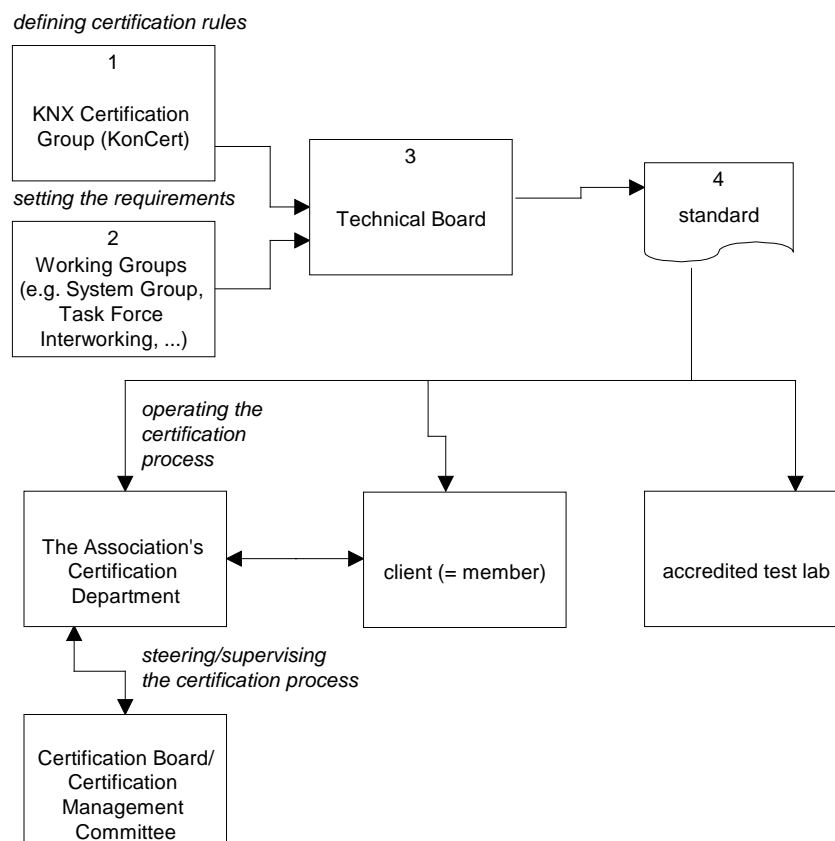 defining certification rules
1
KNX Certification
Group (KonCert)
setting the requirements
2
Working Groups
(e.g. System Group,
Task Force
Interworking, ...)
3
Technical Board
4
standard
operating the
certification
process
The Association's
Certification
Department
client (= member)
accredited test lab
steering/supervising
the certification process
Certification Board/
Certification
Management
Committee